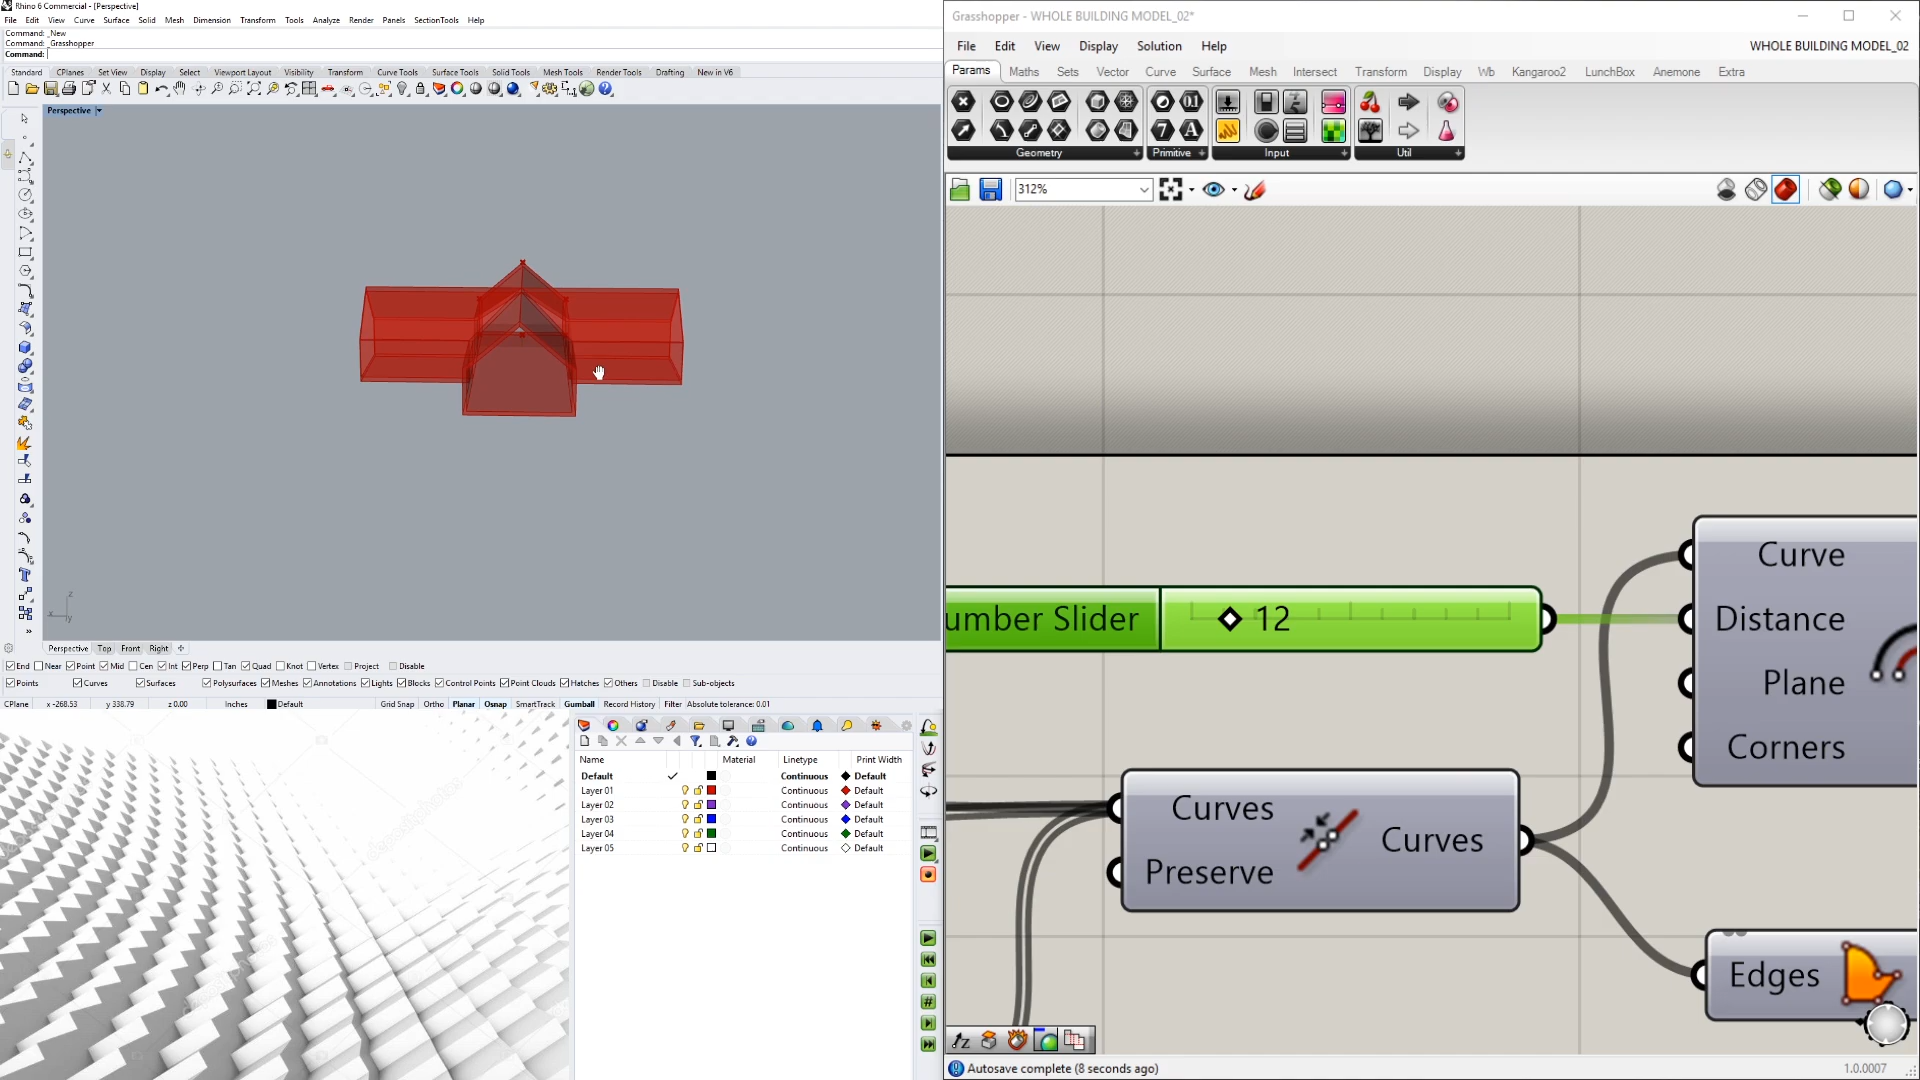 Rhino 6 Commercial - [Perspective]
File Edit View Curve Surface Solid Mesh Dimension Transform Tools Analyze Render Panels SectionTools Help
Command: _New
Command: _Grasshopper
Command:
Standard CPlanes Set View Display Select Viewport Layout Visibility Transform Curve Tools Surface Tools Solid Tools Mesh Tools Render Tools Drafting New in V6
Perspective
z
x y
Perspective Top Front Right
End Near Point Mid Cen Int Perp Tan Quad Knot Vertex Project Disable
Points Curves Surfaces Polysurfaces Meshes Annotations Lights Blocks Control Points Point Clouds Hatches Others Disable Sub-objects
CPlane x -268.53 y 338.79 z 0.00 Inches Default Grid Snap Ortho Planar Osnap SmartTrack Gumball Record History Filter Absolute tolerance: 0.01
Name Material Linetype Print Width
Default Continuous Default
Layer 01 Continuous Default
Layer 02 Continuous Default
Layer 03 Continuous Default
Layer 04 Continuous Default
Layer 05 Continuous Default
Grasshopper - WHOLE BUILDING MODEL_02*
File Edit View Display Solution Help WHOLE BUILDING MODEL_02
Params Maths Sets Vector Curve Surface Mesh Intersect Transform Display Wb Kangaroo2 LunchBox Anemone Extra
Geometry Primitive Input Util
312%
umber Slider 12
Curve
Distance
Plane
Corners
Curves
Preserve
Curves
Edges
Autosave complete (8 seconds ago) 1.0.0007